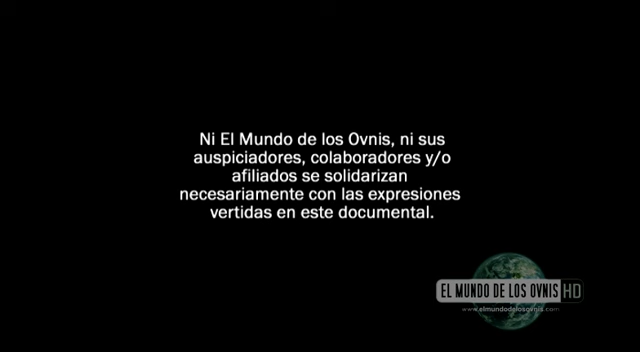 Ni El Mundo de los Ovnis, ni sus
auspiciadores, colaboradores y/o
afiliados se solidarizan
necesariamente con las expresiones
vertidas en este documental.
EL MUNDO DE LOS OVNIS HD
www.elmundodelosovnis.com